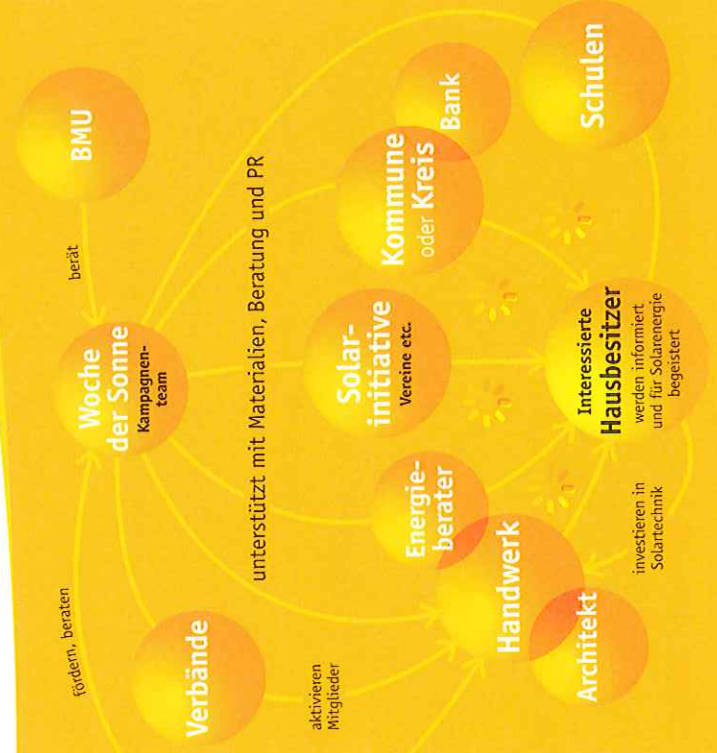 fördern, beraten
berät
BMU
Woche
der Sonne
Kampagnen-
team
Verbände
unterstützt mit Materialien, Beratung und PR
aktivieren
Mitglieder
Energie-
berater
Handwerk
Architekt
Solar-
initiative
Vereine etc.
Kommune
oder Kreis
Bank
Schulen
Interessierte
Hausbesitzer
werden informiert
und für Solarenergie
begeistert
investieren in
Solartechnik